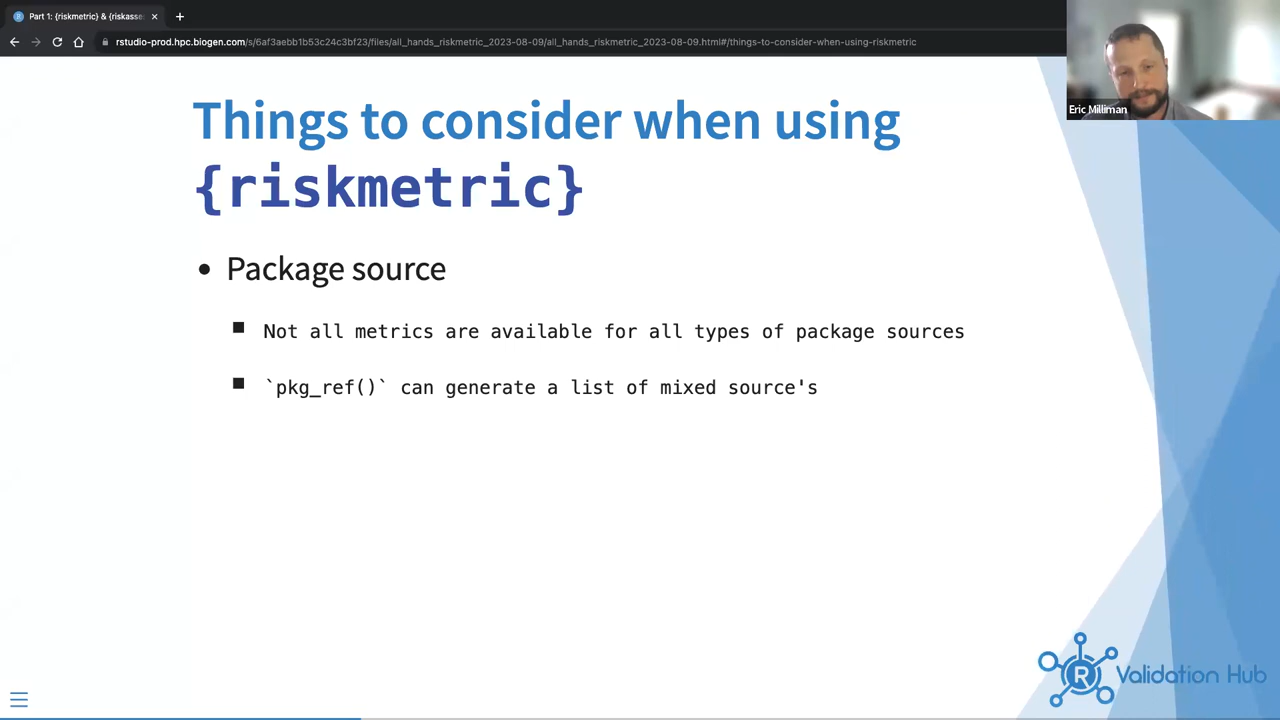 Part 1: {riskmetric} & {riskasse
rstudio-prod.hpc.biogen.com/s/6af3aebb1b53c24c3bf23/files/all_hands_riskmetric_2023-08-09/all_hands_riskmetric_2023-08-09.html#/things-to-consider-when-using-riskmetric
Eric Milliman
Things to consider when using
{riskmetric}
• Package source
■ Not all metrics are available for all types of package sources
■ `pkg_ref()` can generate a list of mixed source's
R Validation Hub